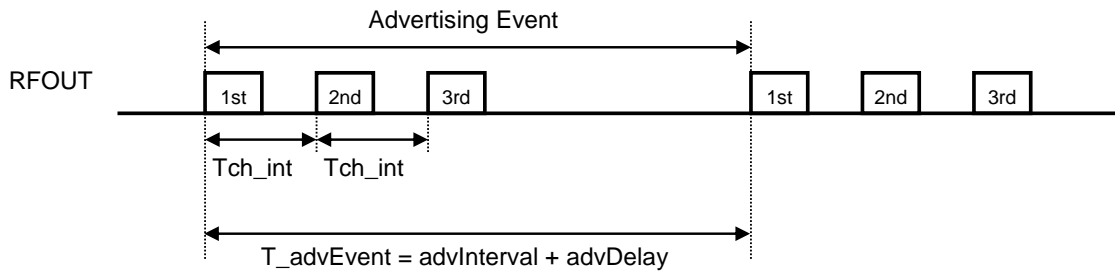 Advertising Event
RFOUT
1st 2nd 3rd 1st 2nd 3rd
Tch_int Tch_int
T_advEvent = advInterval + advDelay